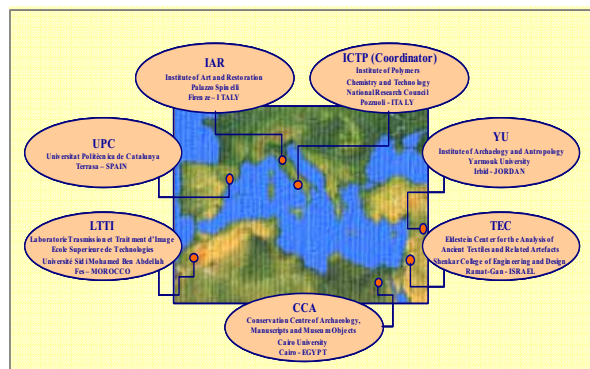 IAR
Institute of Art and Restoration
Palazzo Spinelli
Firenze – ITALY
ICTP (Coordinator)
Institute of Polymers
Chemistry and Technology
National Research Council
Pozzuoli - ITALY
UPC
Universitat Politècnica de Catalunya
Terrasa – SPAIN
YU
Institute of Archaelogy and Antropology
Yarmouk University
Irbid - JORDAN
LTTI
Laboratorie Trasmission et Traitment d'Image
Ecole Superieure de Technologies
Université Sidi Mohamed Ben Abdellah
Fes – MOROCCO
TEC
Eidestein Center for the Analysis of
Ancient Textiles and Related Artefacts
Shenkar College of Engineering and Design
Ramat-Gan - ISRAEL
CCA
Conservation Centre of Archaeology,
Manuscripts and Museum Objects
Cairo University
Cairo - EGYPT